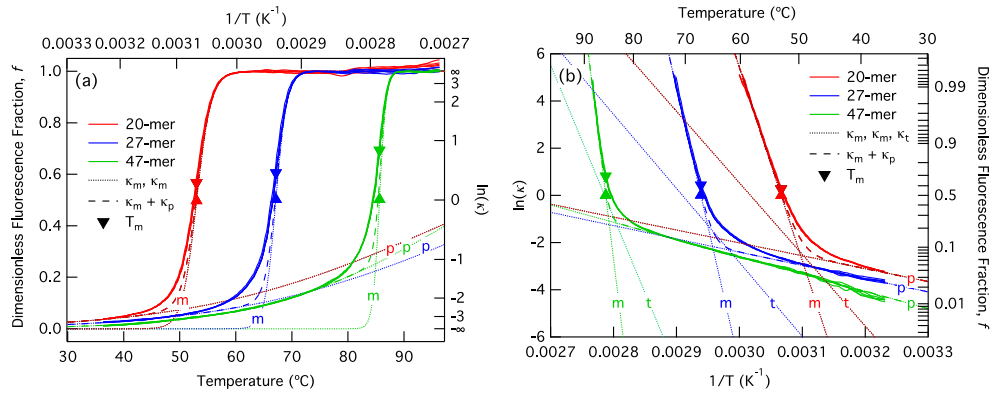 1/T (K⁻¹)
0.0033 0.0032 0.0031 0.0030 0.0029 0.0028 0.0027
Dimensionless Fluorescence Fraction, f
1.0
0.8
0.6
0.4
0.2
0.0
(a)
20-mer
27-mer
47-mer
κm, κm
κm + κp
Tm
m
m
m
p
p
p
∞
3
2
1
0
-1
-2
-3
-∞
ln(κ)
30 40 50 60 70 80 90
Temperature (ºC)
Temperature (ºC)
90 80 70 60 50 40 30
ln(κ)
6
4
2
0
-2
-4
-6
(b)
20-mer
27-mer
47-mer
κm, κm, κt
κm + κp
Tm
m
t
m
t
m
t
p
p
p
0.99
0.9
0.5
0.1
0.01
Dimensionless Fluorescence Fraction, f
0.0027 0.0028 0.0029 0.0030 0.0031 0.0032 0.0033
1/T (K⁻¹)